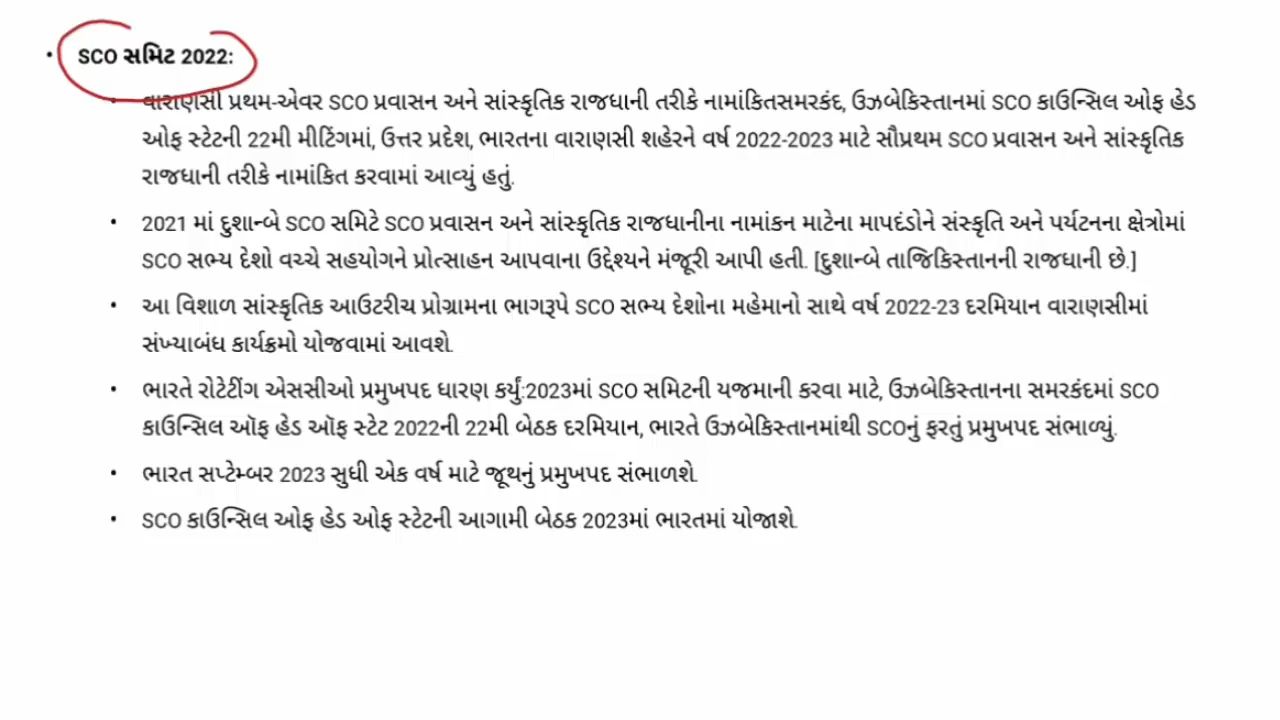 • SCO સમિટ 2022:
• વારાણસી પ્રથમ-એવર SCO પ્રવાસન અને સાંસ્કૃતિક રાજધાની તરીકે નામાંકિતસમરકંદ, ઉઝબેકિસ્તાનમાં SCO કાઉન્સિલ ઓફ હેડ
ઓફ સ્ટેટની 22મી મીટિંગમાં, ઉત્તર પ્રદેશ, ભારતના વારાણસી શહેરને વર્ષ 2022-2023 માટે સૌપ્રથમ SCO પ્રવાસન અને સાંસ્કૃતિક
રાજધાની તરીકે નામાંકિત કરવામાં આવ્યું હતું.
• 2021 માં દુશાન્બે SCO સમિટે SCO પ્રવાસન અને સાંસ્કૃતિક રાજધાનીના નામાંકન માટેના માપદંડોને સંસ્કૃતિ અને પર્યટનના ક્ષેત્રોમાં
SCO સભ્ય દેશો વચ્ચે સહયોગને પ્રોત્સાહન આપવાના ઉદ્દેશ્યને મંજૂરી આપી હતી. [દુશાન્બે તાજિકિસ્તાનની રાજધાની છે.]
• આ વિશાળ સાંસ્કૃતિક આઉટરીચ પ્રોગ્રામના ભાગરૂપે SCO સભ્ય દેશોના મહેમાનો સાથે વર્ષ 2022-23 દરમિયાન વારાણસીમાં
સંખ્યાબંધ કાર્યક્રમો યોજવામાં આવશે.
• ભારતે રોટેટીંગ એસસીઓ પ્રમુખપદ ધારણ કર્યું:2023માં SCO સમિટની યજમાની કરવા માટે, ઉઝબેકિસ્તાનના સમરકંદમાં SCO
કાઉન્સિલ ઑફ હેડ ઑફ સ્ટેટ 2022ની 22મી બેઠક દરમિયાન, ભારતે ઉઝબેકિસ્તાનમાંથી SCOનું ફરતું પ્રમુખપદ સંભાળ્યું.
• ભારત સપ્ટેમ્બર 2023 સુધી એક વર્ષ માટે જૂથનું પ્રમુખપદ સંભાળશે.
• SCO કાઉન્સિલ ઓફ હેડ ઓફ સ્ટેટની આગામી બેઠક 2023માં ભારતમાં યોજાશે.